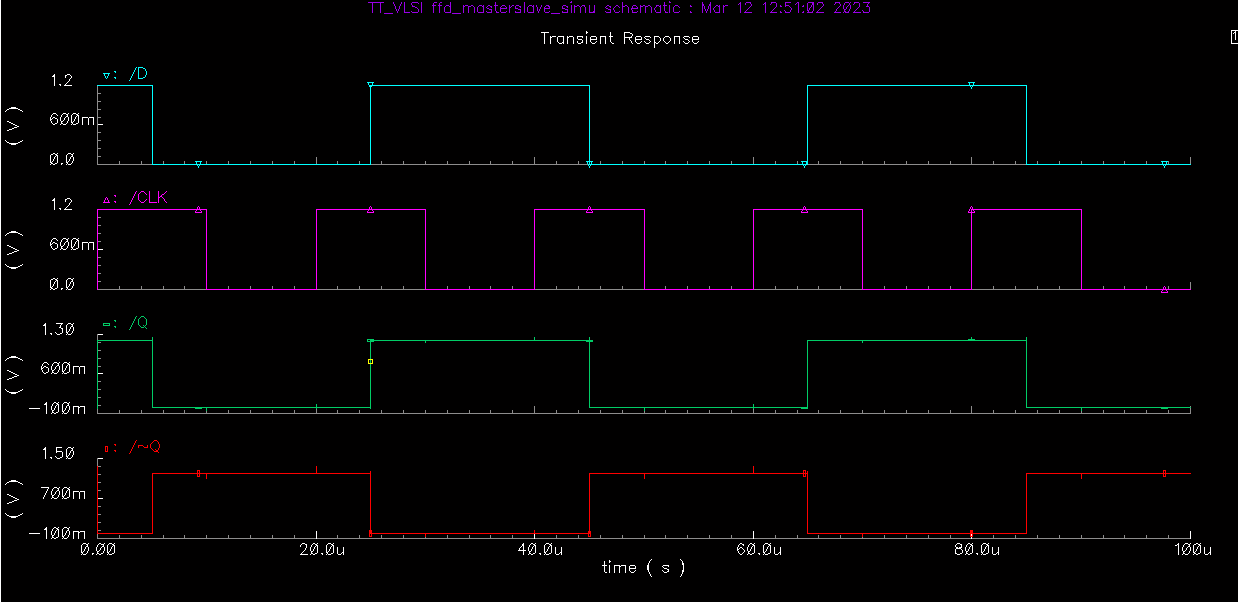 TT_VLSI ffd_masterslave_simu schematic : Mar 12 12:51:02 2023
Transient Response
1
: /D
1.2
600m
0.0
(V)
: /CLK
1.2
600m
0.0
(V)
: /Q
1.30
600m
-100m
(V)
: /~Q
1.50
700m
-100m
(V)
0.00 20.0u 40.0u 60.0u 80.0u 100u
time ( s )